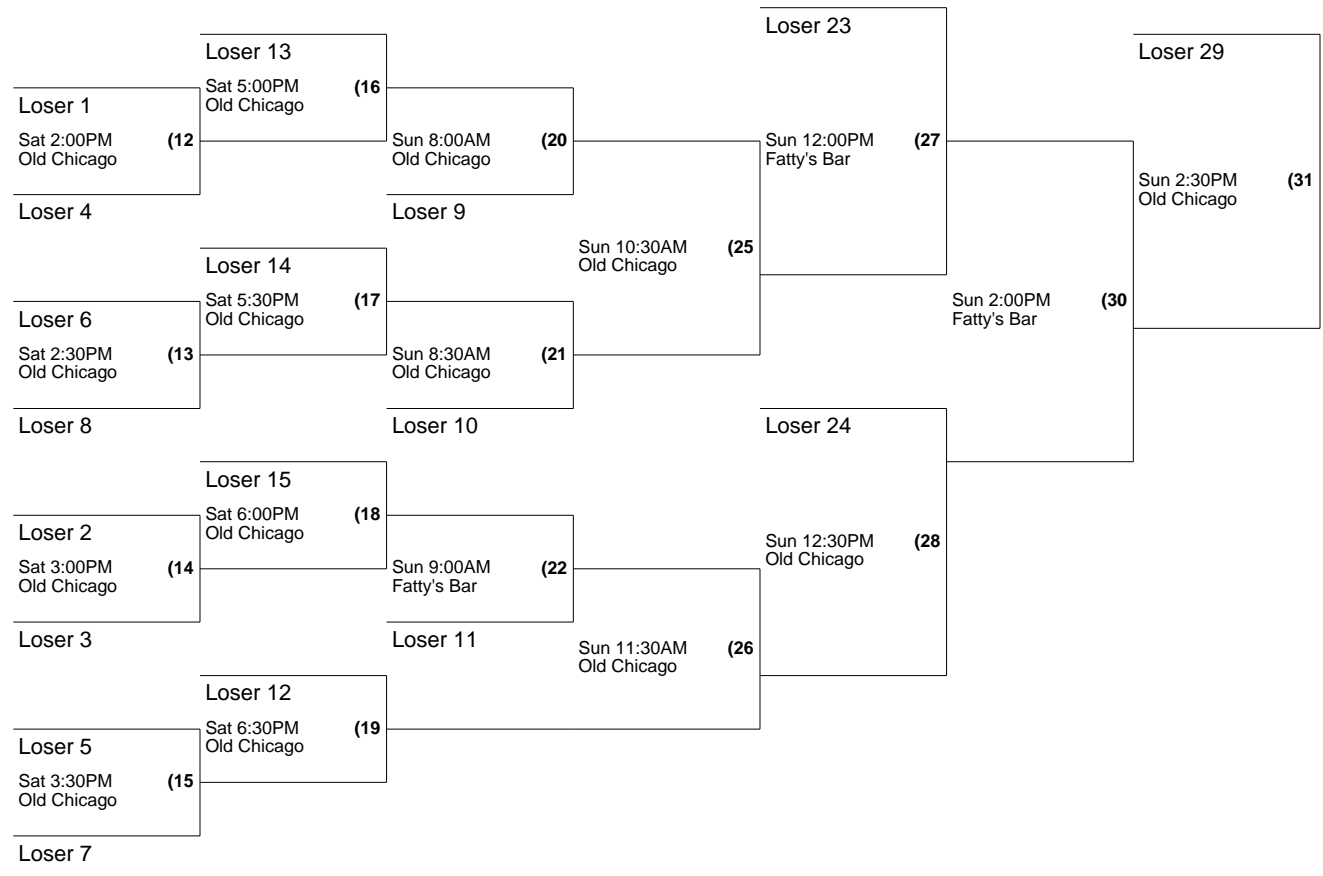 Loser 23
Loser 13
Loser 29
Sat 5:00PM (16
Old Chicago
Loser 1
Sat 2:00PM (12
Old Chicago
Sun 8:00AM (20
Old Chicago
Sun 12:00PM (27
Fatty's Bar
Sun 2:30PM (31
Old Chicago
Loser 4
Loser 9
Sun 10:30AM (25
Old Chicago
Loser 14
Sat 5:30PM (17
Old Chicago
Sun 2:00PM (30
Fatty's Bar
Loser 6
Sat 2:30PM (13
Old Chicago
Sun 8:30AM (21
Old Chicago
Loser 8
Loser 10
Loser 24
Loser 15
Sat 6:00PM (18
Old Chicago
Loser 2
Sat 3:00PM (14
Old Chicago
Sun 9:00AM (22
Fatty's Bar
Sun 12:30PM (28
Old Chicago
Loser 3
Loser 11
Sun 11:30AM (26
Old Chicago
Loser 12
Sat 6:30PM (19
Old Chicago
Loser 5
Sat 3:30PM (15
Old Chicago
Loser 7